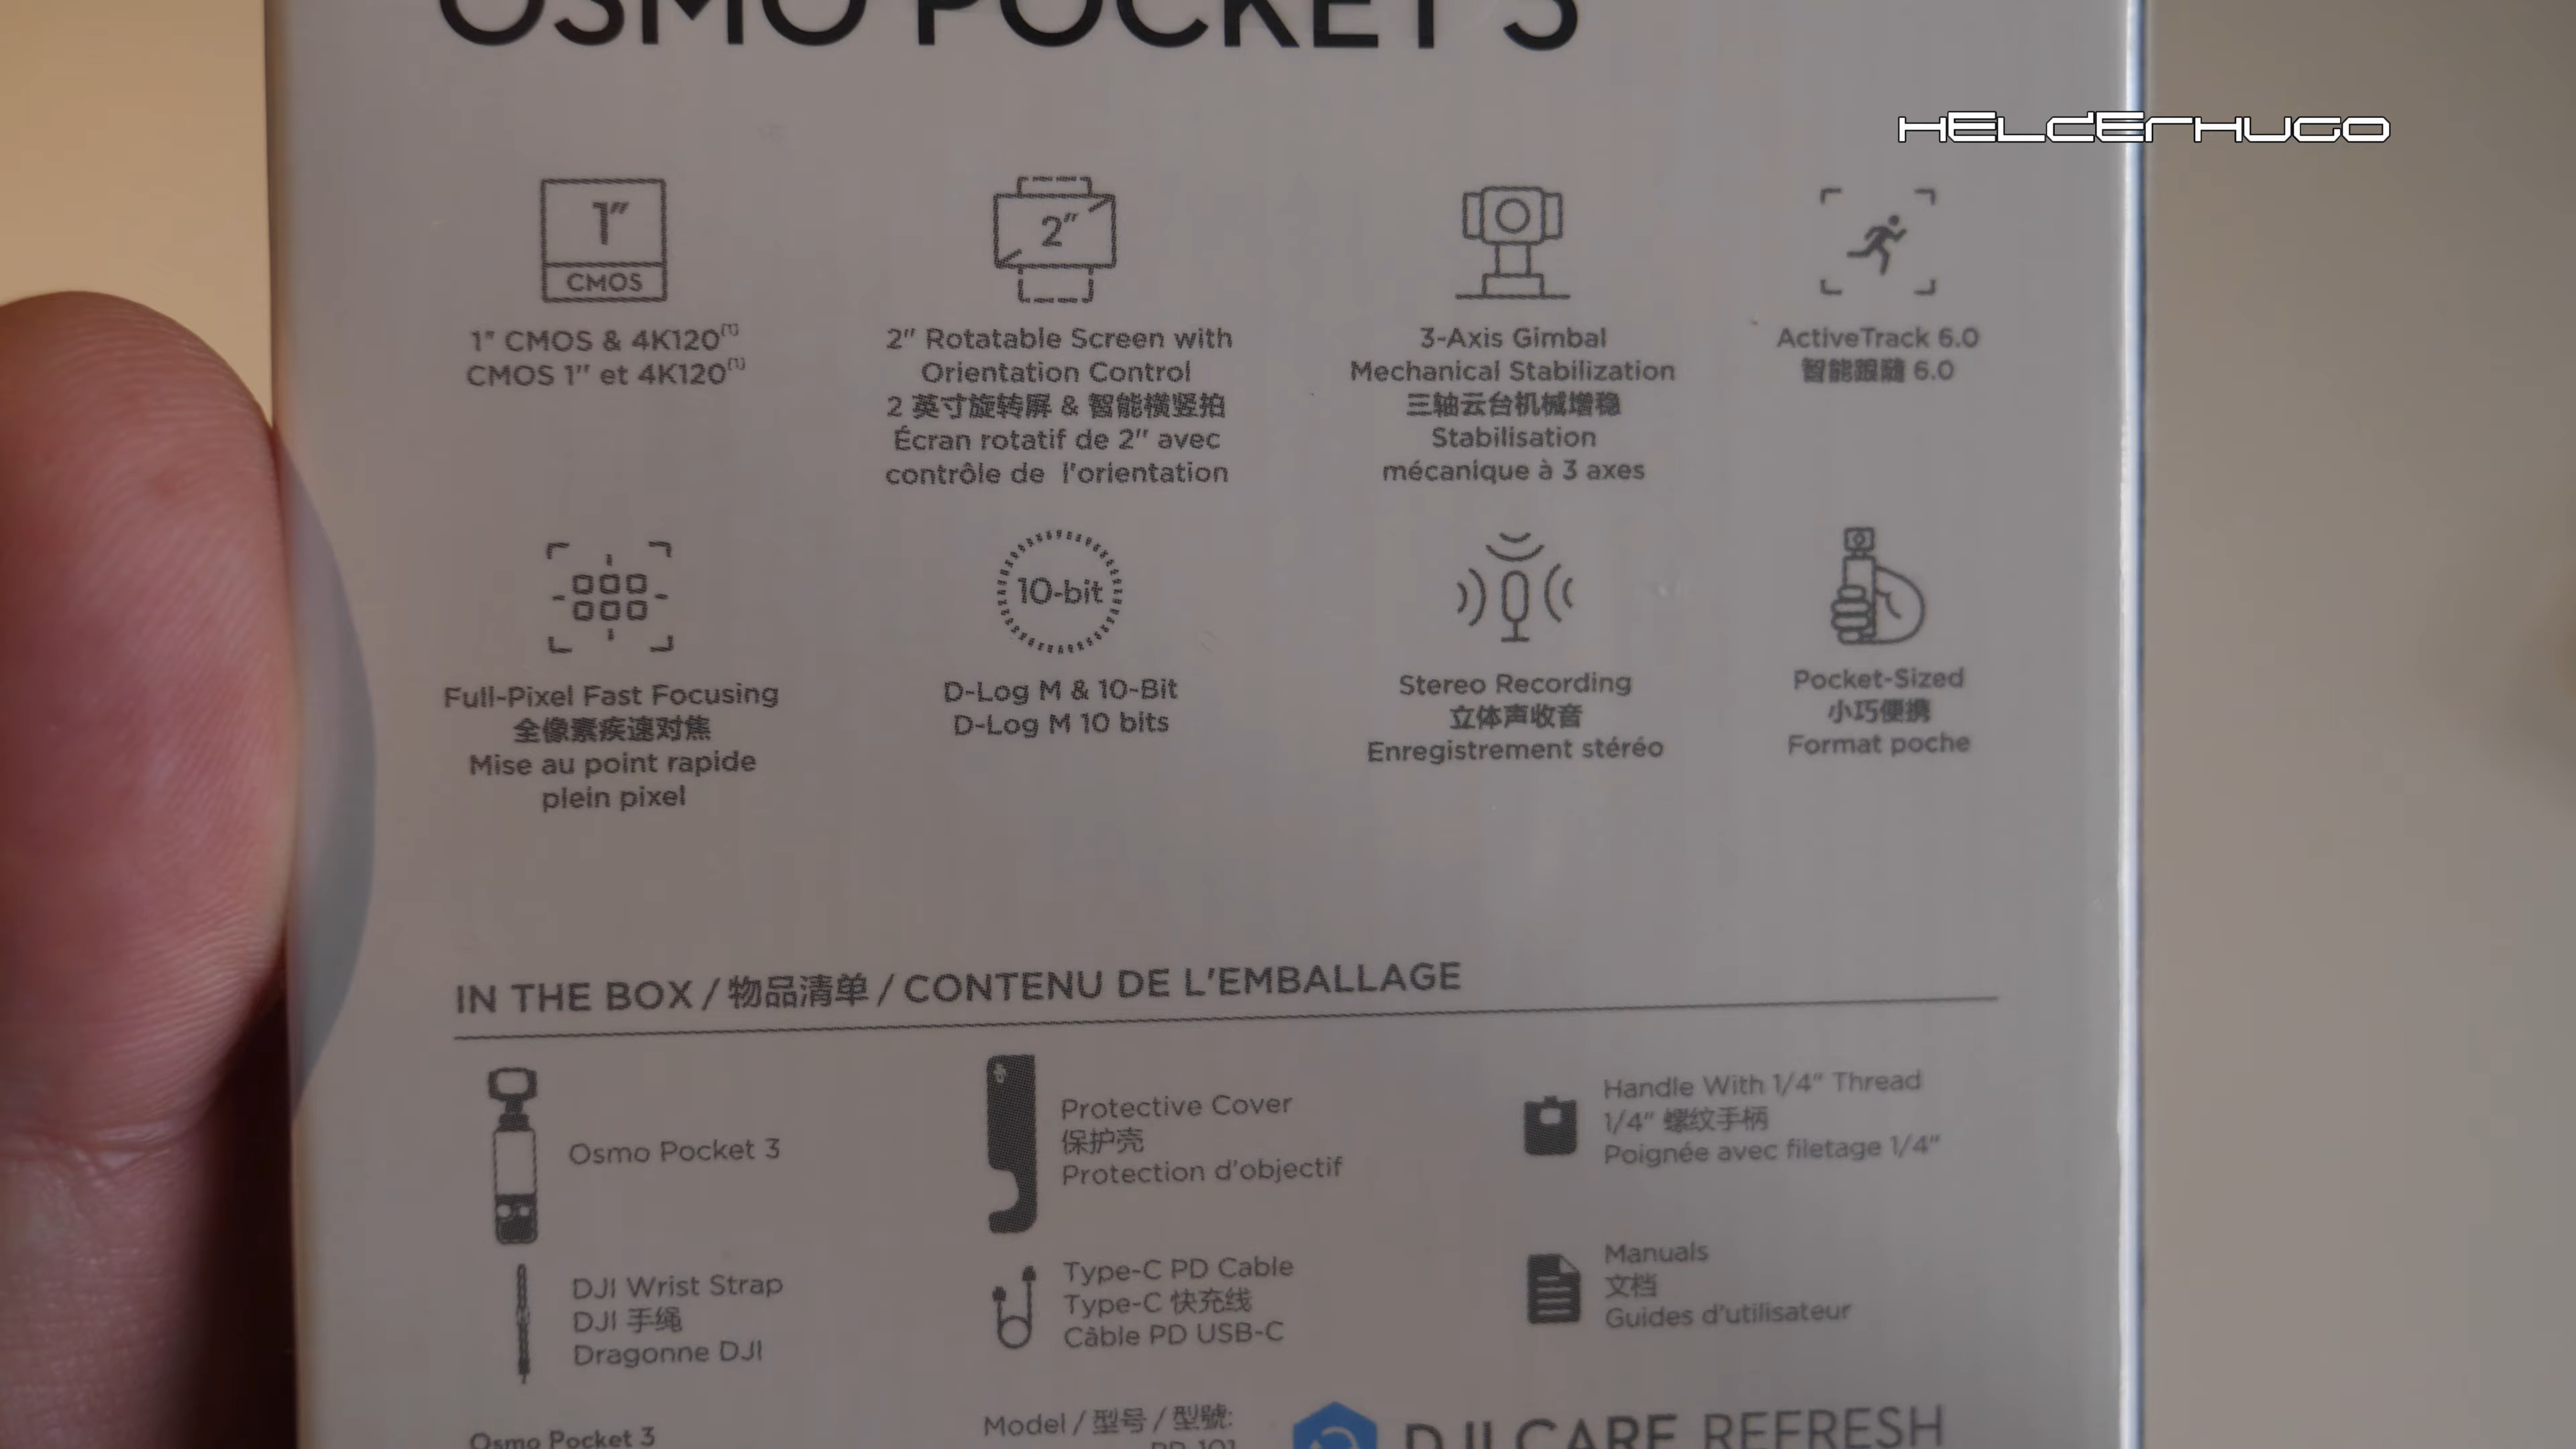 OSMO POCKET 3
HELDERHUGO
1"
CMOS
1" CMOS & 4K120[1]
CMOS 1" et 4K120[1]
2"
2" Rotatable Screen with
Orientation Control
2 英寸旋转屏 & 智能横竖拍
Écran rotatif de 2" avec
contrôle de l'orientation
3-Axis Gimbal
Mechanical Stabilization
三轴云台机械增稳
Stabilisation
mécanique à 3 axes
ActiveTrack 6.0
智能跟随 6.0
Full-Pixel Fast Focusing
全像素疾速对焦
Mise au point rapide
plein pixel
10-bit
D-Log M & 10-Bit
D-Log M 10 bits
Stereo Recording
立体声收音
Enregistrement stéréo
Pocket-Sized
小巧便携
Format poche
IN THE BOX / 物品清单 / CONTENU DE L'EMBALLAGE
Osmo Pocket 3
Protective Cover
保护壳
Protection d'objectif
Handle With 1/4" Thread
1/4" 螺纹手柄
Poignée avec filetage 1/4"
DJI Wrist Strap
DJI 手绳
Dragonne DJI
Type-C PD Cable
Type-C 快充线
Câble PD USB-C
Manuals
文档
Guides d'utilisateur
Osmo Pocket 3
Model / 型号 / 型號:
DJI CARE REFRESH